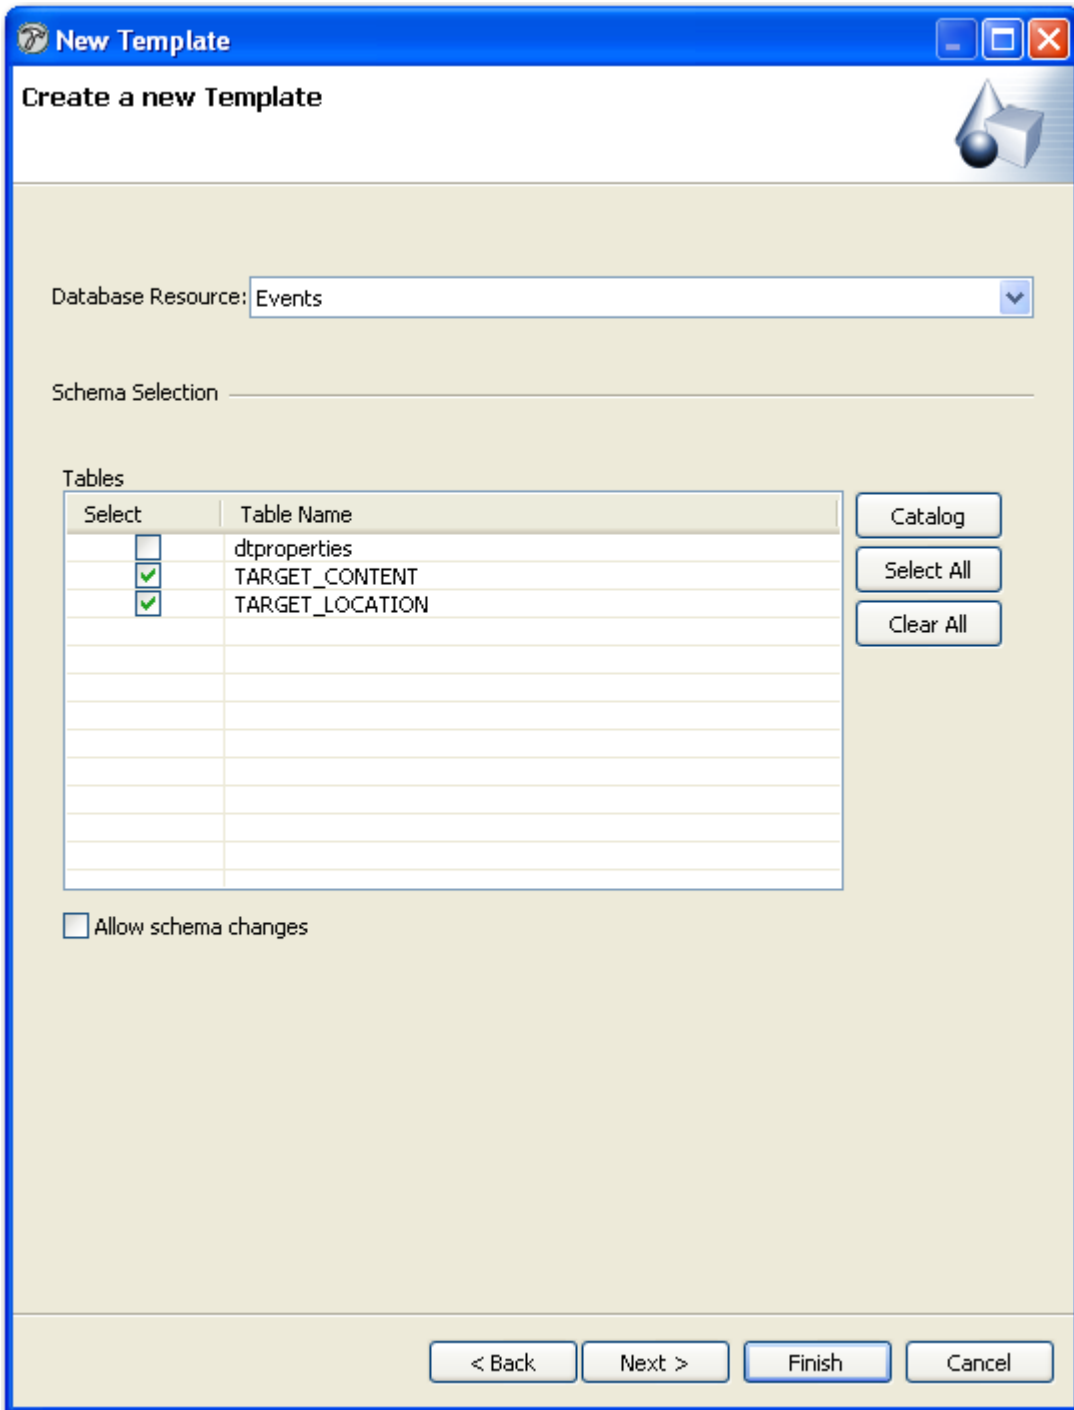 New Template
Create a new Template
Database Resource: Events
Schema Selection
Tables
Select Table Name
Catalog
dtproperties
TARGET_CONTENT
Select All
TARGET_LOCATION
Clear All
Allow schema changes
< Back Next > Finish Cancel